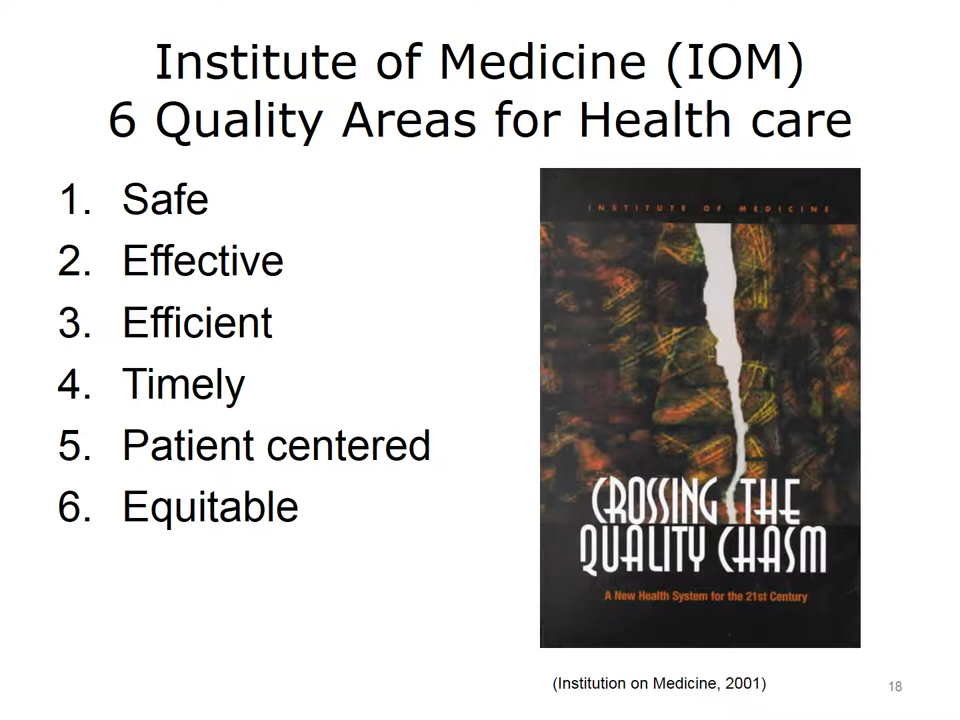 Institute of Medicine (IOM)
6 Quality Areas for Health care
1. Safe
2. Effective
3. Efficient
4. Timely
5. Patient centered
6. Equitable
INSTITUTE OF MEDICINE
CROSSING THE
QUALITY CHASM
A New Health System for the 21st Century
(Institution on Medicine, 2001)
18